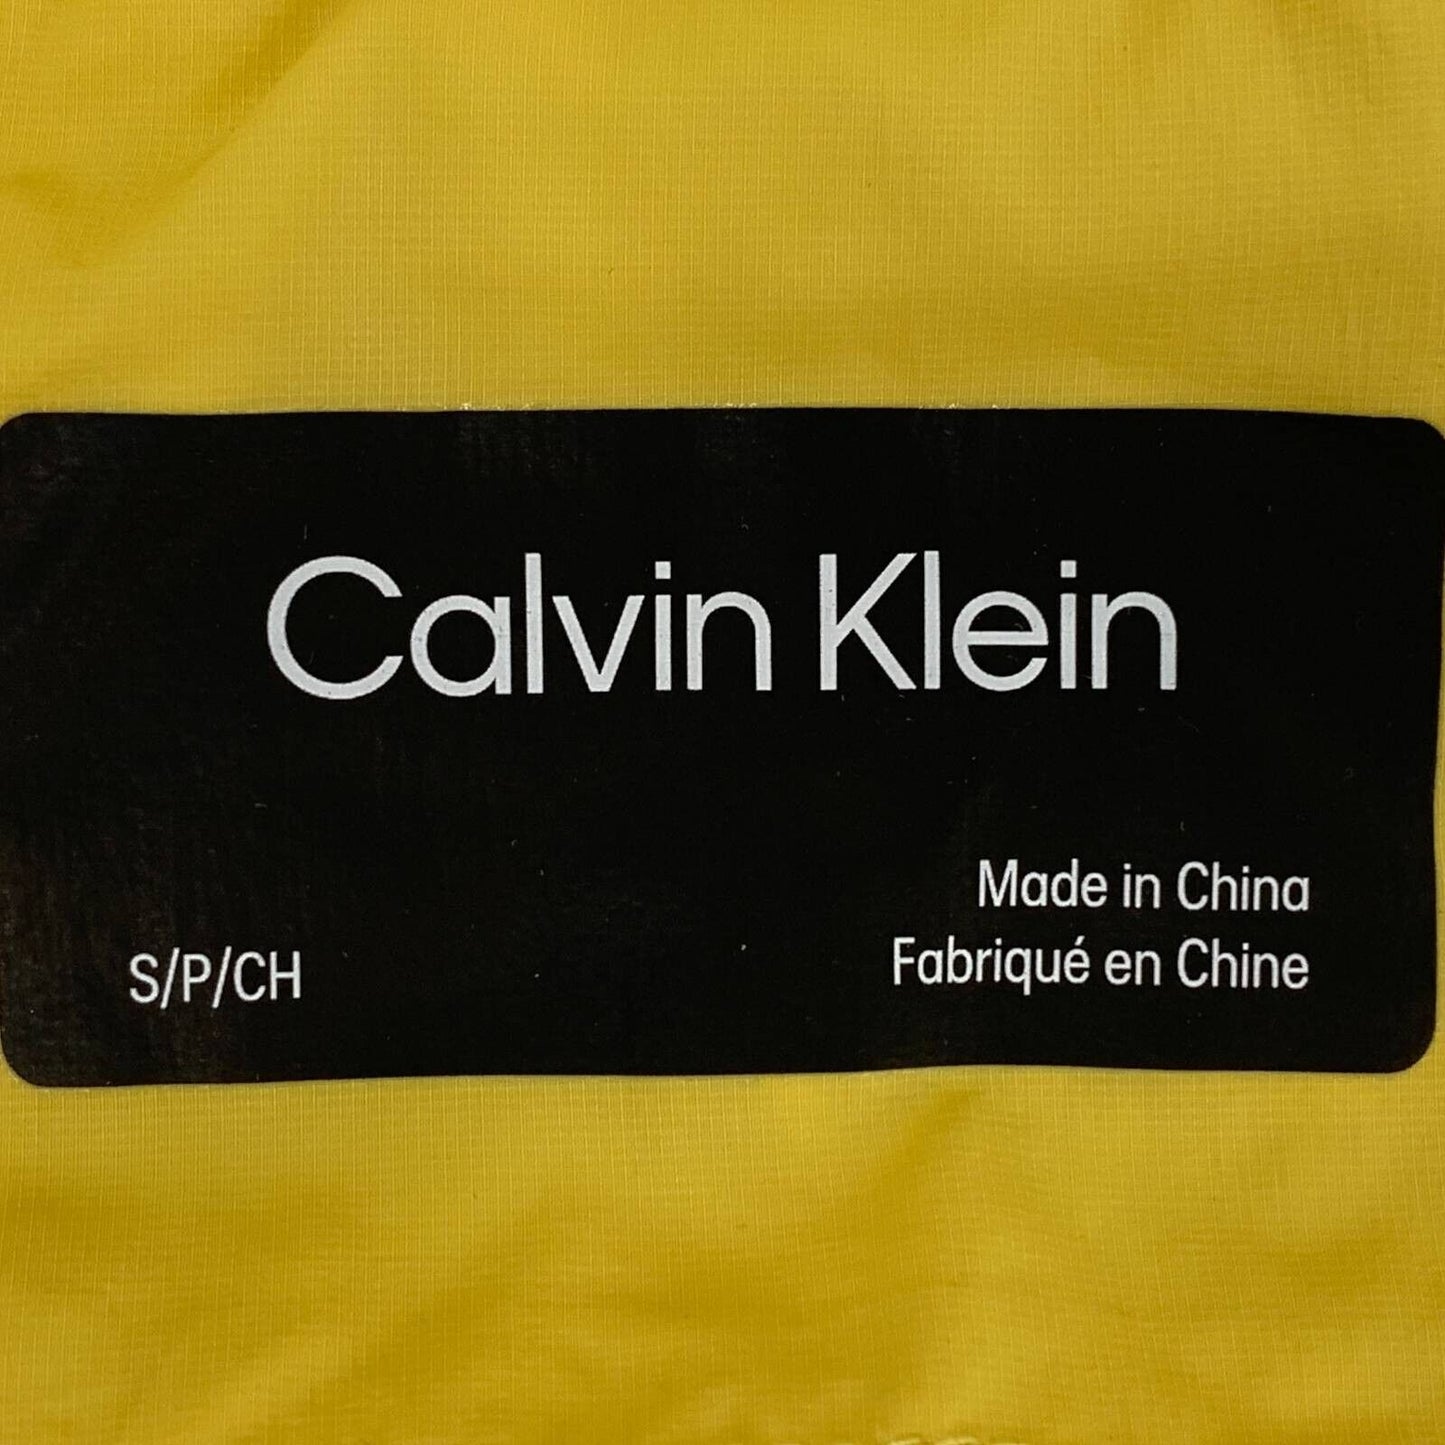 Calvin Klein
Made in China
S/P/CH
Fabriqué en Chine